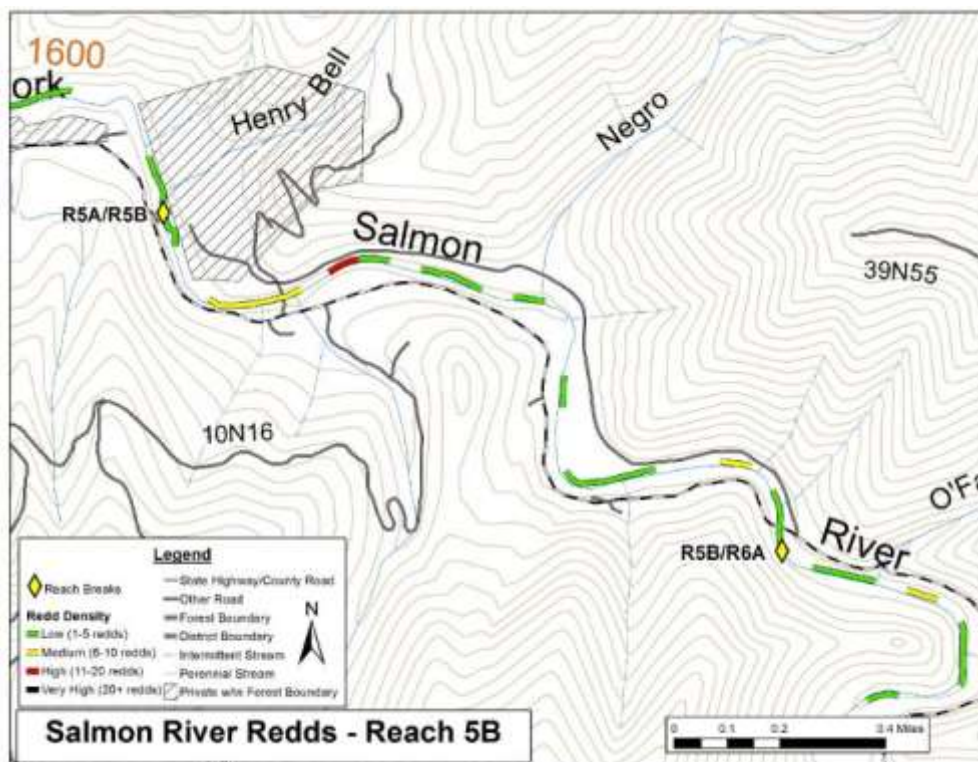 1600
ork
Henry Bell
Negro
R5A/R5B
Salmon
39N55
10N16
O'Fa
R5B/R6A
River
Legend
Reach Breaks
Redd Density
Low (1-5 redds)
Medium (6-10 redds)
High (11-20 redds)
Very High (20+ redds)
State Highway/County Road
Other Road
Forest Boundary
District Boundary
Intermittent Stream
Perennial Stream
Private w/in Forest Boundary
N
Salmon River Redds - Reach 5B
0 0.1 0.2 0.4 Miles